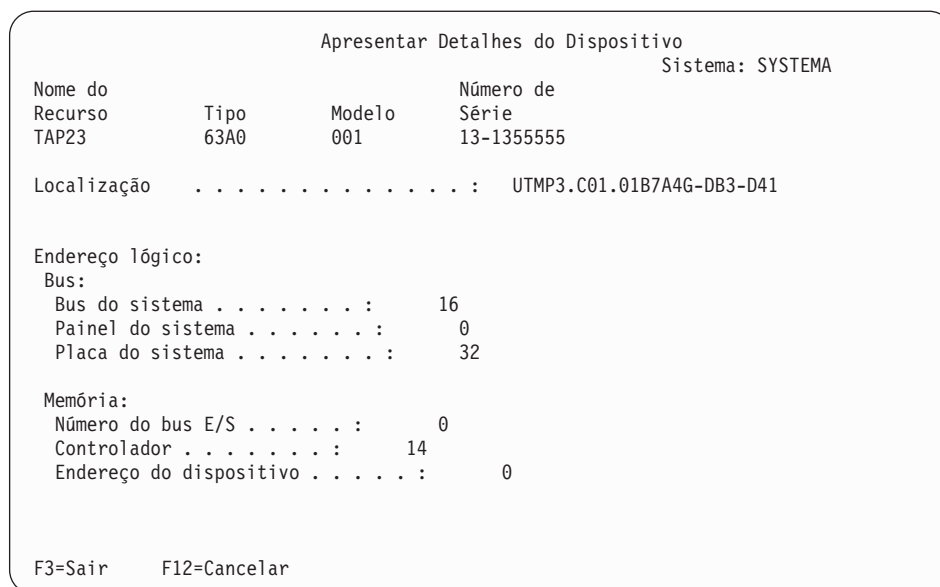 Apresentar Detalhes do Dispositivo
Sistema: SYSTEMA
Nome do Número de
Recurso Tipo Modelo Série
TAP23 63A0 001 13-1355555
Localização . . . . . . . . . . . . . : UTMP3.C01.01B7A4G-DB3-D41
Endereço lógico:
Bus:
Bus do sistema . . . . . . . : 16
Painel do sistema . . . . . . : 0
Placa do sistema . . . . . . . : 32
Memória:
Número do bus E/S . . . . . : 0
Controlador . . . . . . . : 14
Endereço do dispositivo . . . . . : 0
F3=Sair F12=Cancelar